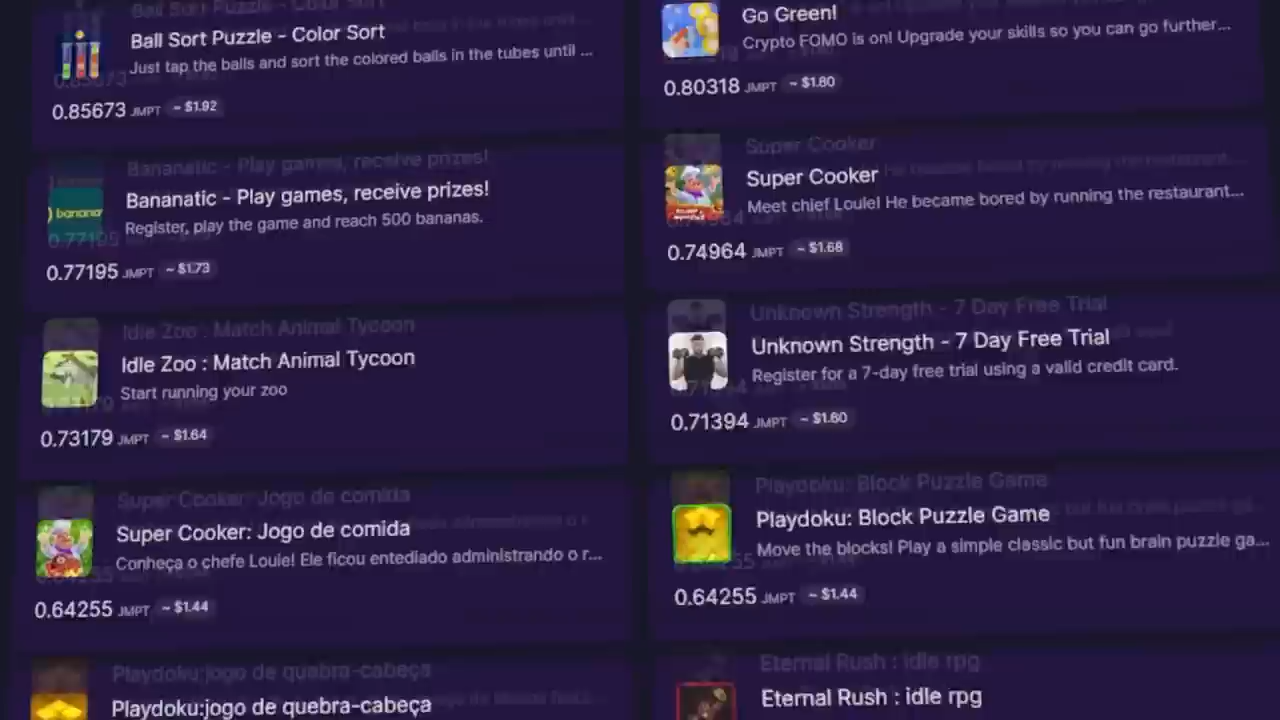 Ball Sort Puzzle - Color Sort
Just tap the balls and sort the colored balls in the tubes until ...
0.85673 JMPT ~ $1.92
Go Green!
Crypto FOMO is on! Upgrade your skills so you can go further...
0.80318 JMPT ~ $1.80
Bananatic - Play games, receive prizes!
Register, play the game and reach 500 bananas.
0.77195 JMPT ~ $1.73
Super Cooker
Meet chief Louie! He became bored by running the restaurant...
0.74964 JMPT ~ $1.68
Idle Zoo : Match Animal Tycoon
Start running your zoo
0.73179 JMPT ~ $1.64
Unknown Strength - 7 Day Free Trial
Register for a 7-day free trial using a valid credit card.
0.71394 JMPT ~ $1.60
Super Cooker: Jogo de comida
Conheça o chefe Louie! Ele ficou entediado administrando o r...
0.64255 JMPT ~ $1.44
Playdoku: Block Puzzle Game
Move the blocks! Play a simple classic but fun brain puzzle ga...
0.64255 JMPT ~ $1.44
Playdoku:jogo de quebra-cabeça
Eternal Rush : idle rpg